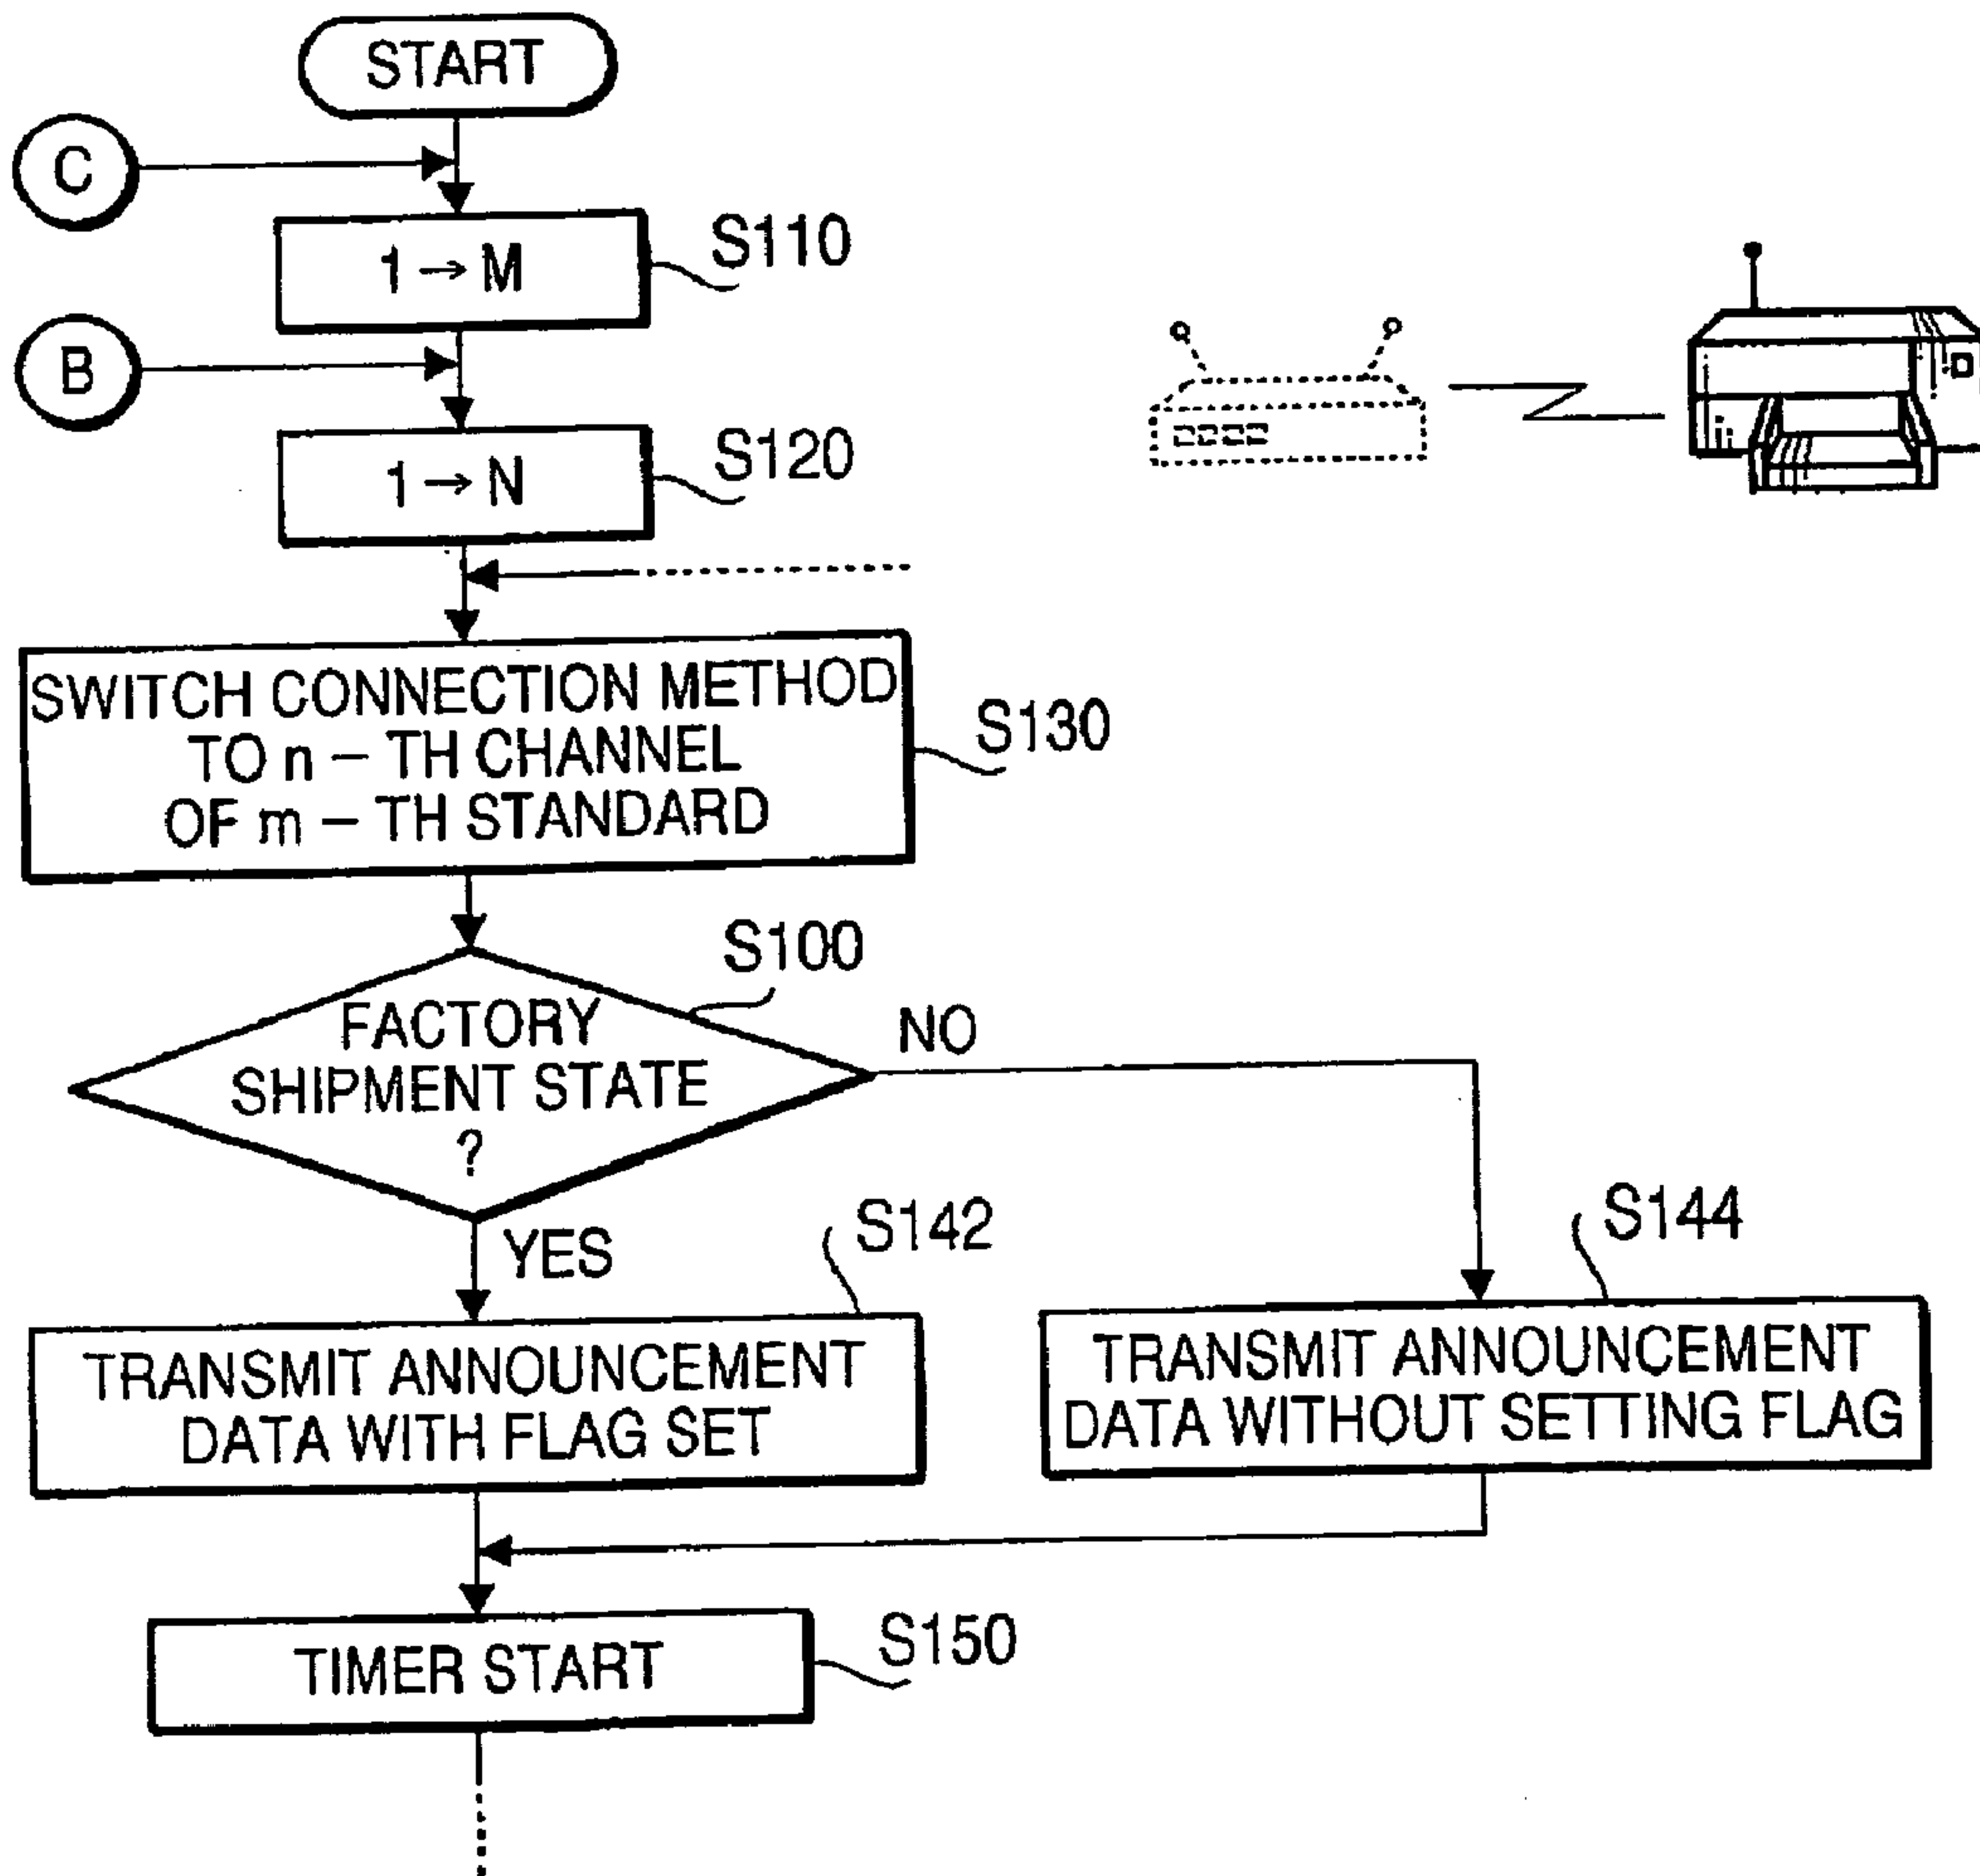 START
C
1→M
S110
B
1→N
S120
SWITCH CONNECTION METHOD
TO n – TH CHANNEL
OF m – TH STANDARD
S130
S100
FACTORY
SHIPMENT STATE
?
NO
YES
S142
S144
TRANSMIT ANNOUNCEMENT
DATA WITH FLAG SET
TRANSMIT ANNOUNCEMENT
DATA WITHOUT SETTING FLAG
TIMER START
S150